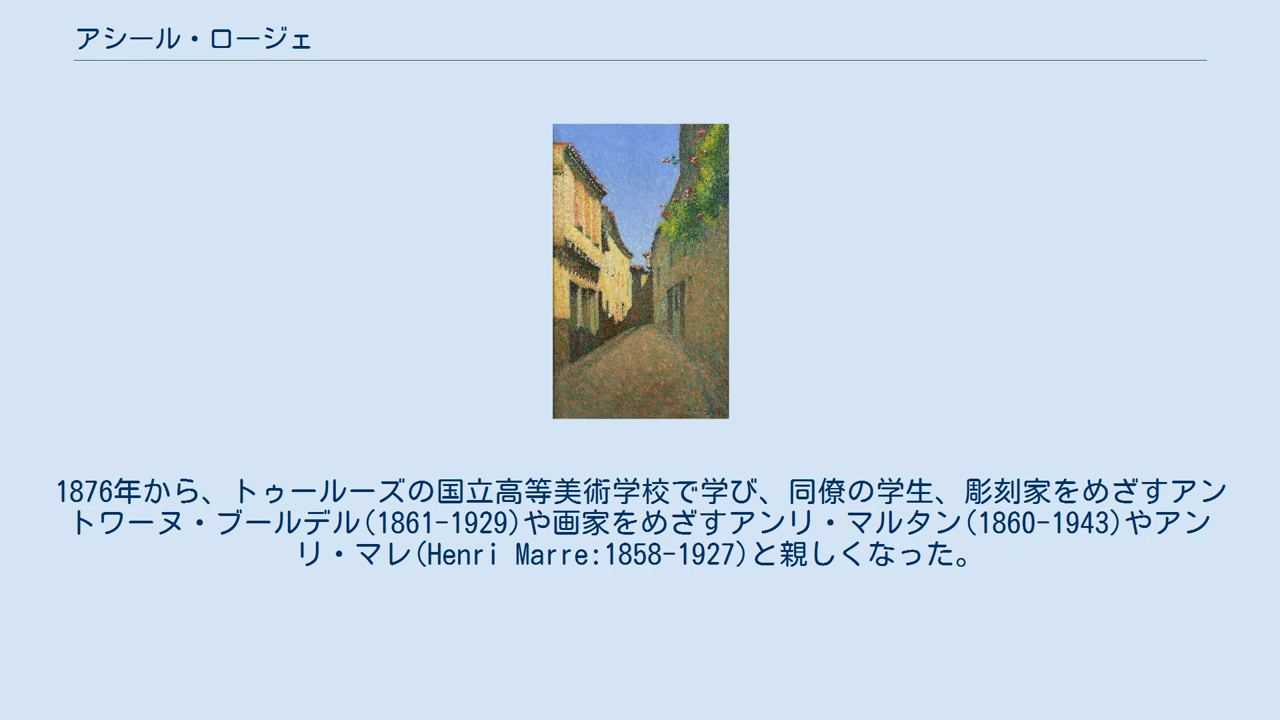 アシール・ロージェ
1876年から、トゥールーズの国立高等美術学校で学び、同僚の学生、彫刻家をめざすアン
トワーヌ・ブールデル(1861-1929)や画家をめざすアンリ・マルタン(1860-1943)やアン
リ・マレ(Henri Marre:1858-1927)と親しくなった。